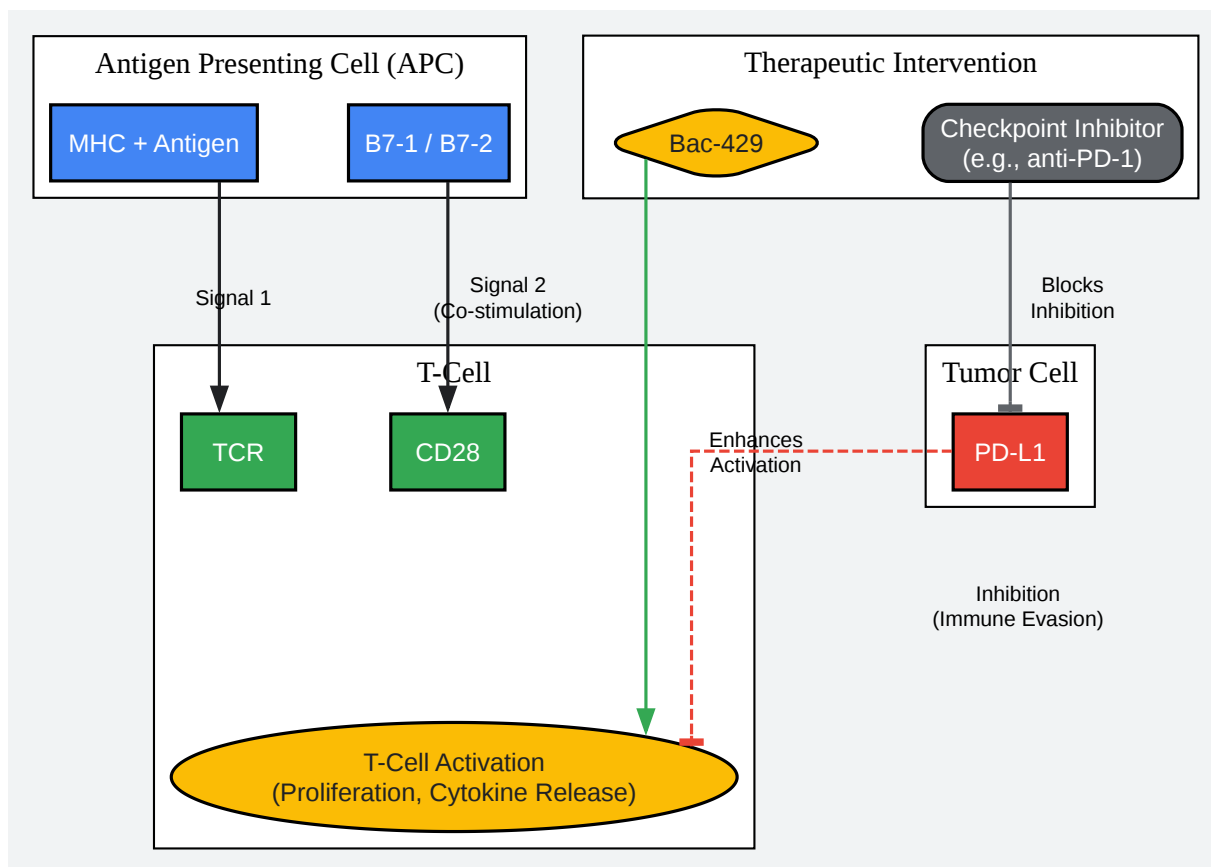 Antigen Presenting Cell (APC)
MHC + Antigen
B7-1 / B7-2
Therapeutic Intervention
Bac-429
Checkpoint Inhibitor
(e.g., anti-PD-1)
Signal 1
Signal 2
(Co-stimulation)
Blocks
Inhibition
T-Cell
TCR
CD28
Enhances
Activation
Tumor Cell
PD-L1
Inhibition
(Immune Evasion)
T-Cell Activation
(Proliferation, Cytokine Release)